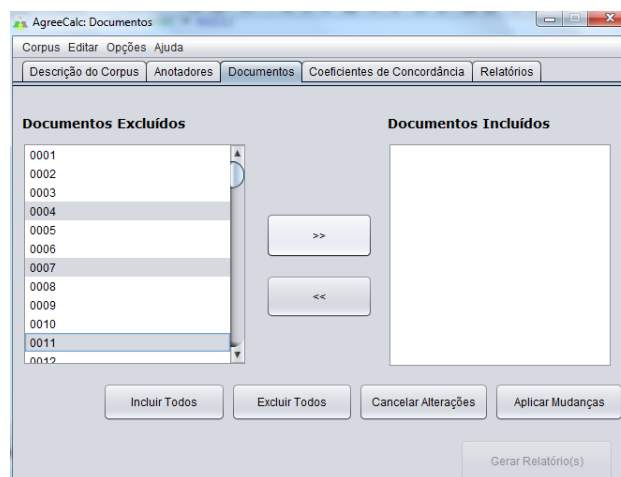 AgreeCalc: Documentos
Corpus Editar Opções Ajuda
Descrição do Corpus Anotadores Documentos Coeficientes de Concordância Relatórios
Documentos Excluídos Documentos Incluídos
0001
0002
0003
0004
0005
0006
0007
0008
0009
0010
0011
0012
>>
<<
Incluir Todos Excluir Todos Cancelar Alterações Aplicar Mudanças
Gerar Relatório(s)